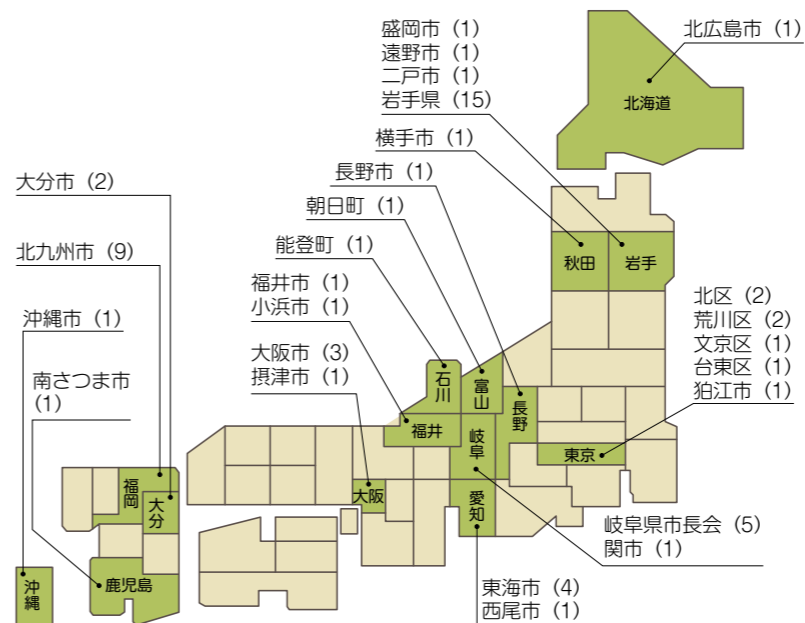 盛岡市（1）
遠野市（1）
二戸市（1）
岩手県（15）
北広島市（1）
北海道
横手市（1）
長野市（1）
朝日町（1）
能登町（1）
福井市（1）
小浜市（1）
大阪市（3）
摂津市（1）
大分市（2）
北九州市（9）
沖縄市（1）
南さつま市
（1）
秋田
岩手
北区（2）
荒川区（2）
文京区（1）
台東区（1）
狛江市（1）
石川
富山
長野
福井
岐阜
東京
大阪
愛知
福岡
大分
鹿児島
沖縄
岐阜県市長会（5）
関市（1）
東海市（4）
西尾市（1）